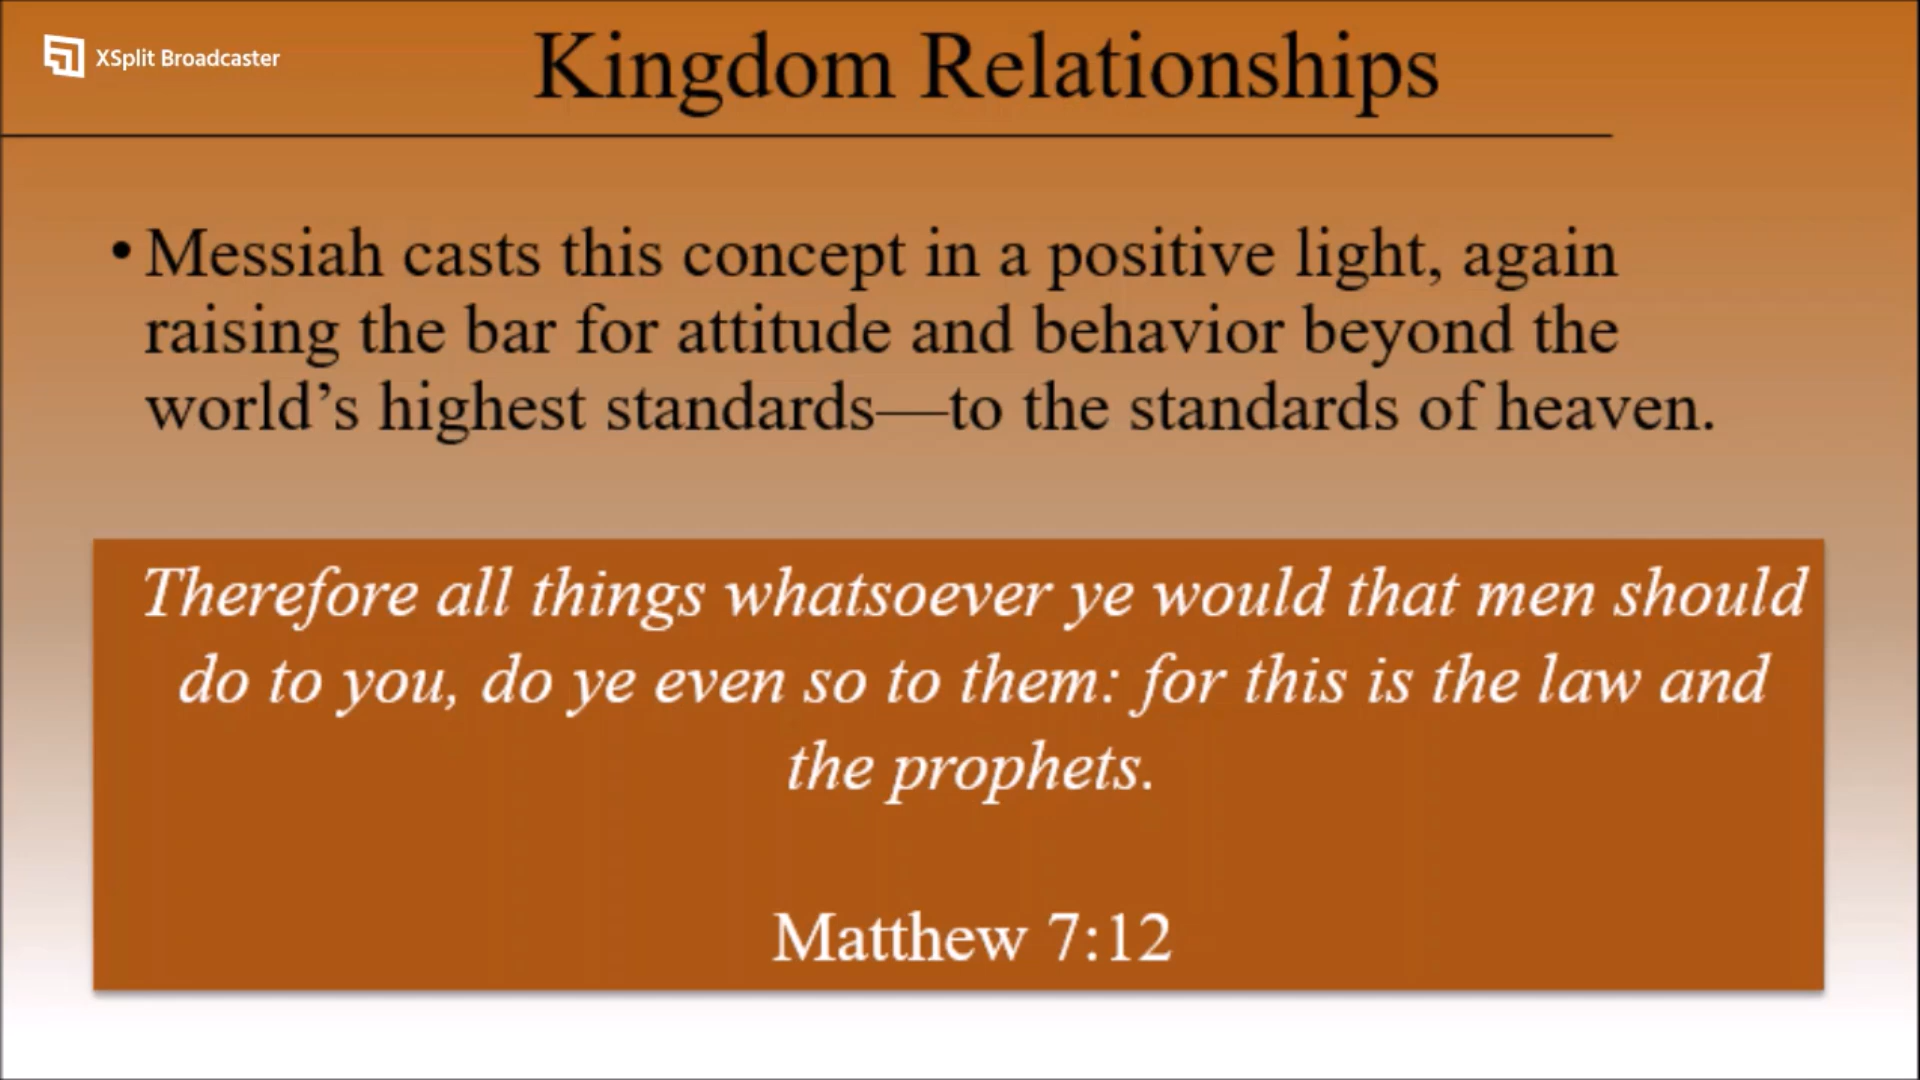 XSplit Broadcaster
Kingdom Relationships
• Messiah casts this concept in a positive light, again
raising the bar for attitude and behavior beyond the
world’s highest standards—to the standards of heaven.
Therefore all things whatsoever ye would that men should
do to you, do ye even so to them: for this is the law and
the prophets.
Matthew 7:12